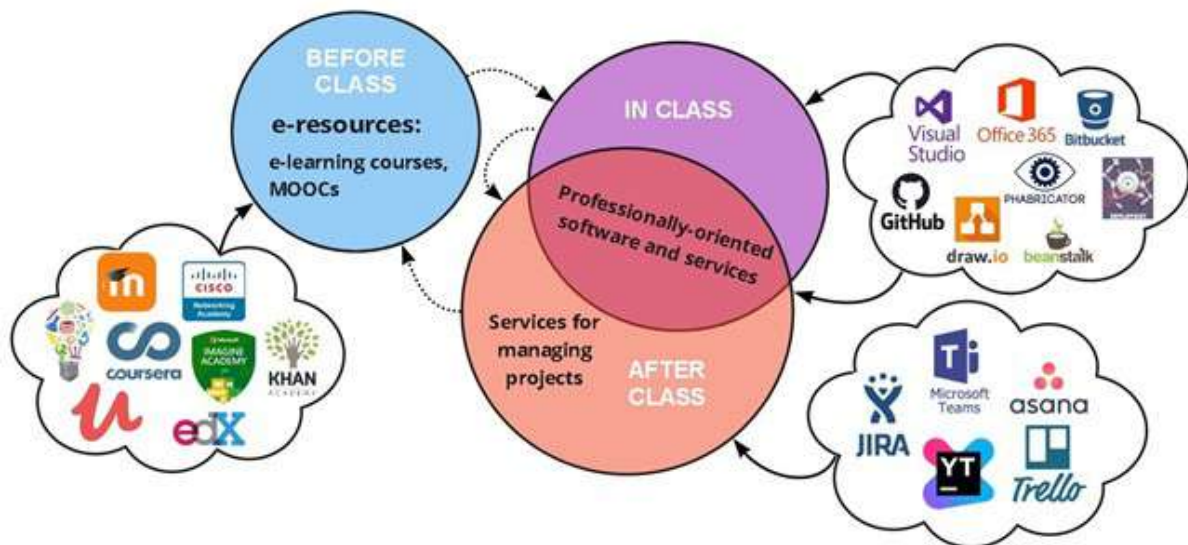 BEFORE
CLASS
e-resources:
e-learning courses,
MOOCs
IN CLASS
Professionally-oriented
software and services
Services for
managing
projects
AFTER
CLASS
m
CISCO
Networking
Academy
coursera
Microsoft
IMAGINE
ACADEMY
KHAN
ACADEMY
edX
Visual
Studio
Office 365
Bitbucket
PHABRICATOR
GitHub
draw.io
beanstalk
Ti
Microsoft
Teams
asana
JIRA
YT
Trello